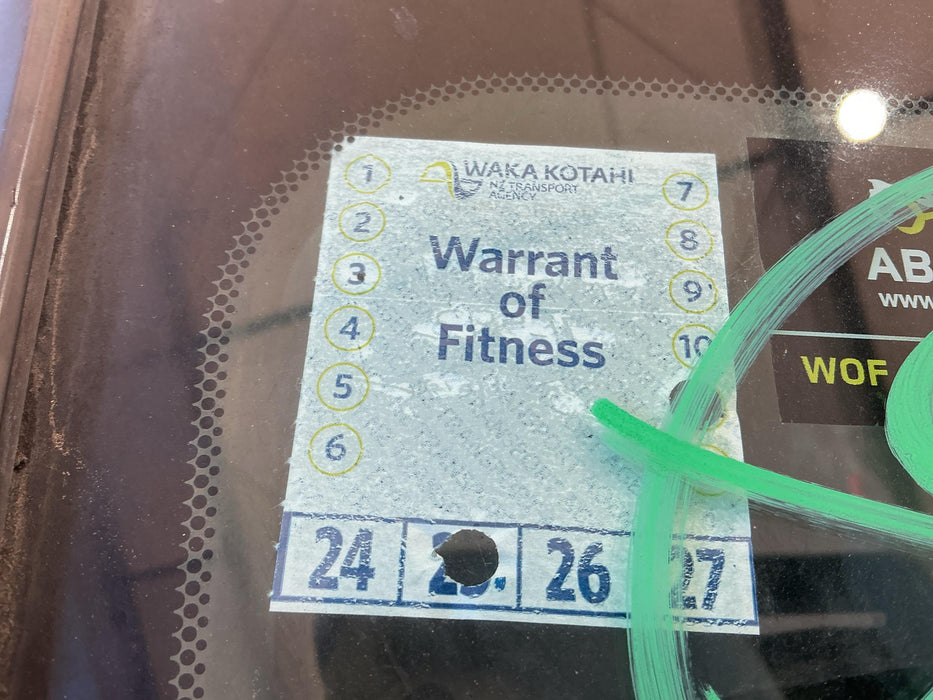 WAKA KOTAHI
NZ TRANSPORT
AGENCY
1
2
3
4
5
6
Warrant
of
Fitness
7
8
9
10
24
26
27
AB
www
WOF